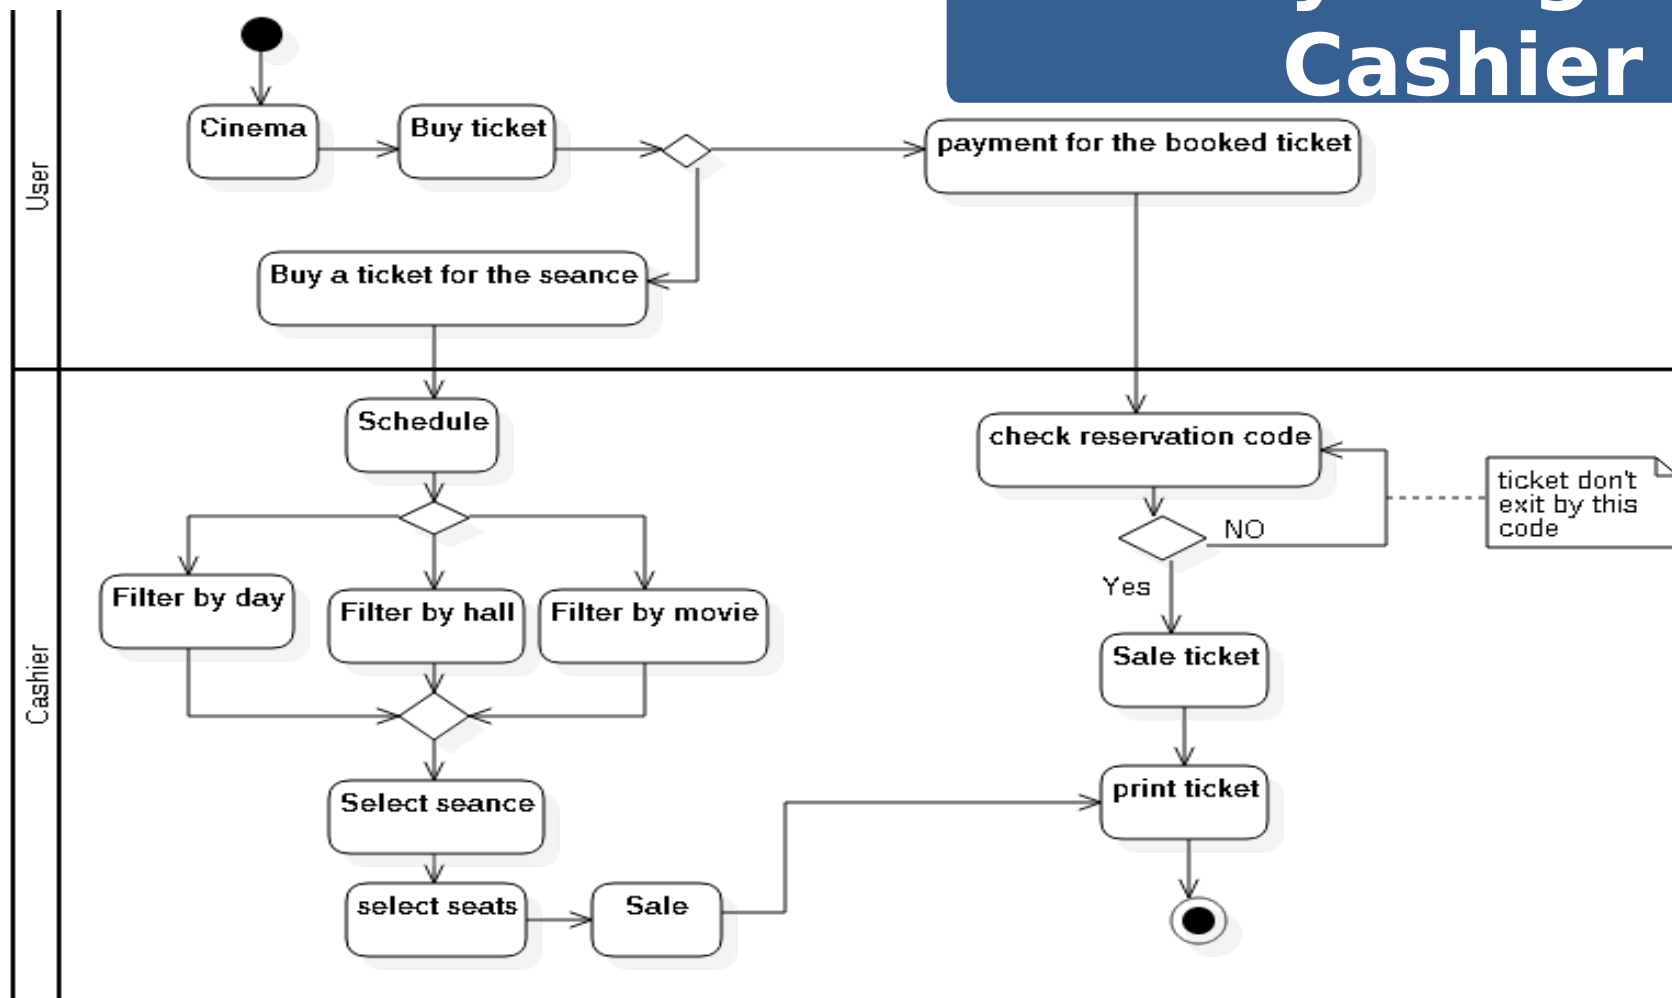 Cashier
User
Cinema
Buy ticket
payment for the booked ticket
Buy a ticket for the seance
Cashier
Schedule
check reservation code
ticket don't
exit by this
code
NO
Yes
Filter by day
Filter by hall
Filter by movie
Sale ticket
Select seance
print ticket
select seats
Sale